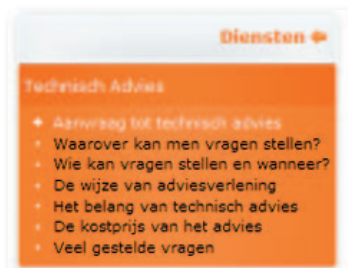 Diensten
Technisch Advies
Aanvraag tot technisch advies
Waarover kan men vragen stellen?
Wie kan vragen stellen en wanneer?
De wijze van adviesverlening
Het belang van technisch advies
De kostprijs van het advies
Veel gestelde vragen